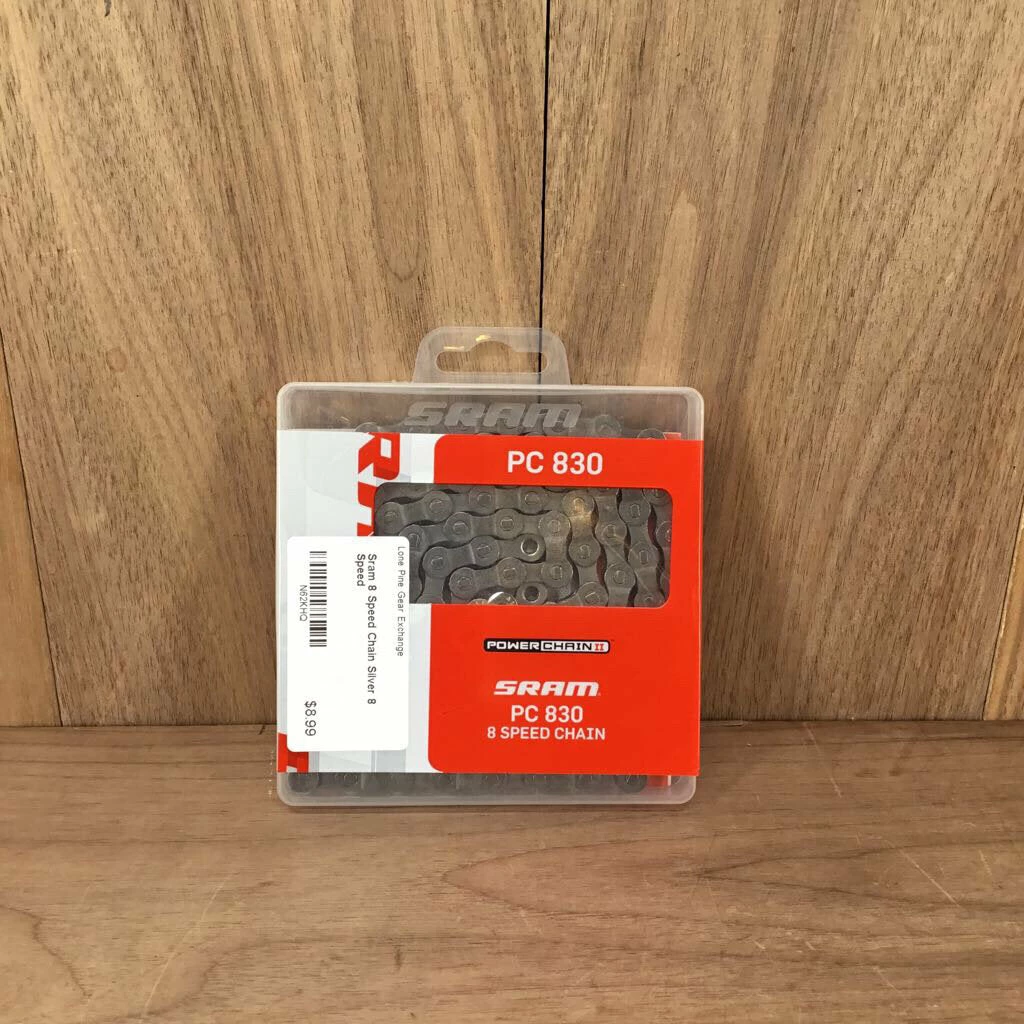 SRAM
PC 830
Lone Pine Gear Exchange
Sram 8 Speed Chain Silver 8
Speed
N62KHQ
$8.99
POWERCHAIN II
SRAM
PC 830
8 SPEED CHAIN